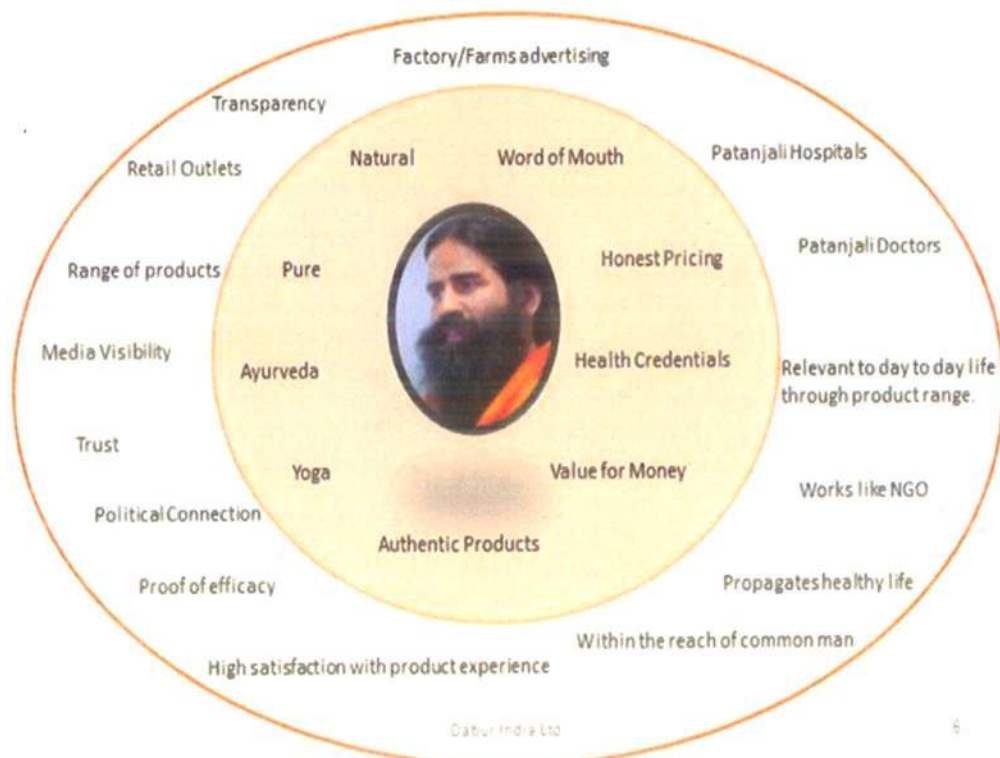 Factory/Farms advertising
Transparency
Natural
Word of Mouth
Patanjali Hospitals
Retail Outlets
Patanjali Doctors
Honest Pricing
Range of products
Pure
Media Visibility
Ayurveda
Health Credentials
Relevant to day to day life
through product range.
Trust
Yoga
Value for Money
Works like NGO
Political Connection
Authentic Products
Proof of efficacy
Propagates healthy life
Within the reach of common man
High satisfaction with product experience
Dabur India Ltd
6